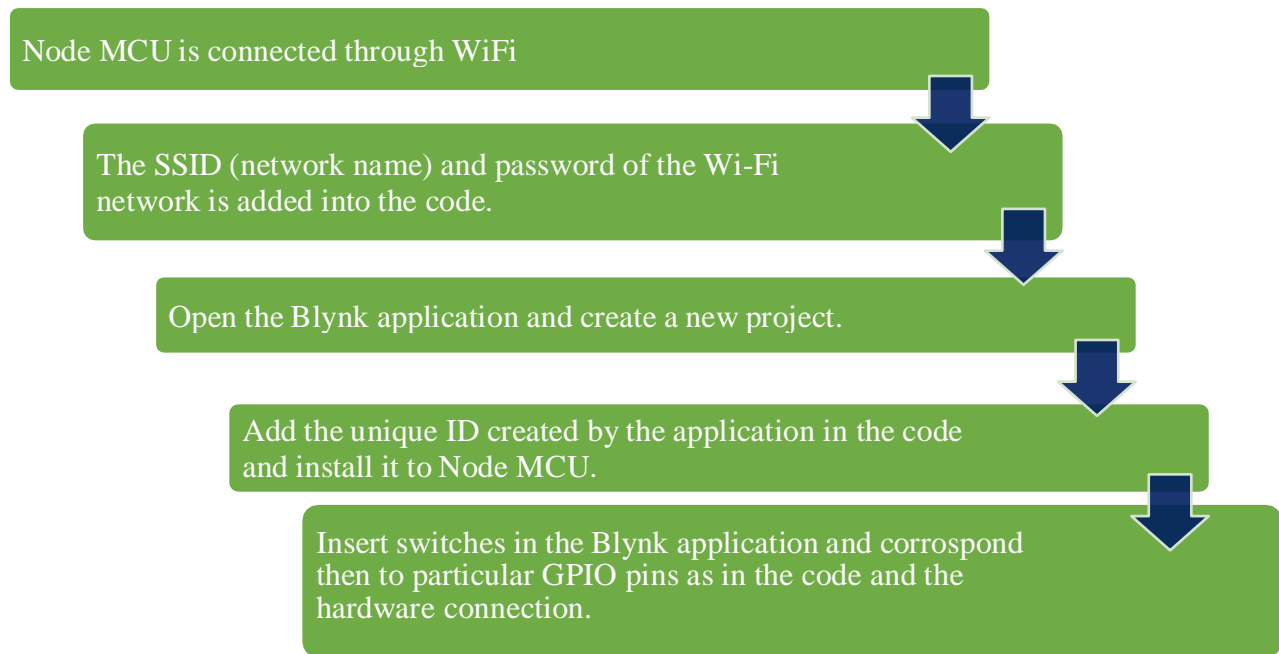 Node MCU is connected through WiFi
The SSID (network name) and password of the Wi-Fi
network is added into the code.
Open the Blynk application and create a new project.
Add the unique ID created by the application in the code
and install it to Node MCU.
Insert switches in the Blynk application and corrospond
then to particular GPIO pins as in the code and the
hardware connection.